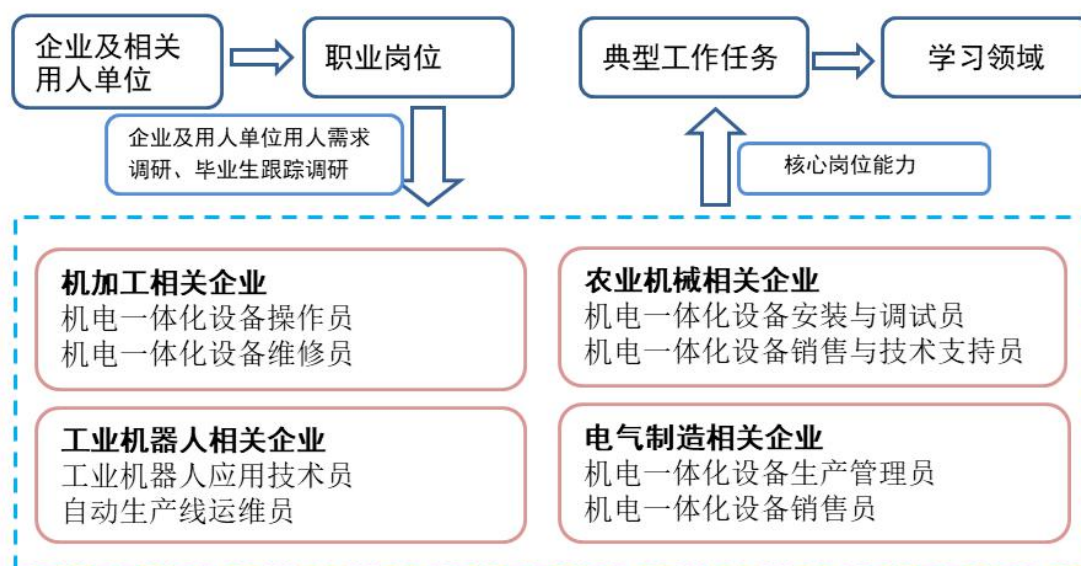 企业及相关
用人单位
职业岗位
典型工作任务
学习领域
企业及用人单位用人需求
调研、毕业生跟踪调研
核心岗位能力
机加工相关企业
机电一体化设备操作员
机电一体化设备维修员
农业机械相关企业
机电一体化设备安装与调试员
机电一体化设备销售与技术支持员
工业机器人相关企业
工业机器人应用技术员
自动生产线运维员
电气制造相关企业
机电一体化设备生产管理员
机电一体化设备销售员